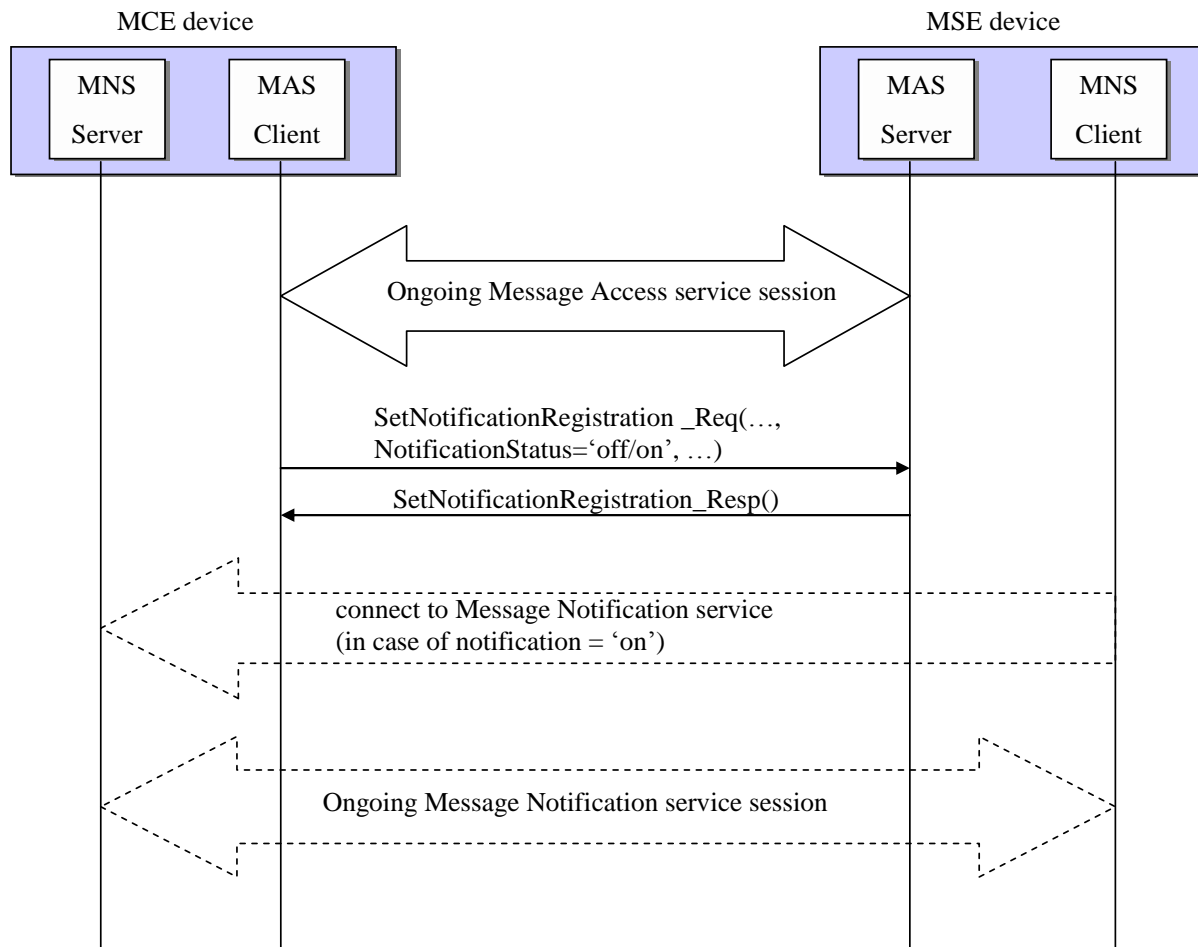 MCE device
MSE device
MNS
Server
MAS
Client
MAS
Server
MNS
Client
Ongoing Message Access service session
SetNotificationRegistration _Req(…,
NotificationStatus=‘off/on’, …)
SetNotificationRegistration_Resp()
connect to Message Notification service
(in case of notification = ‘on’)
Ongoing Message Notification service session